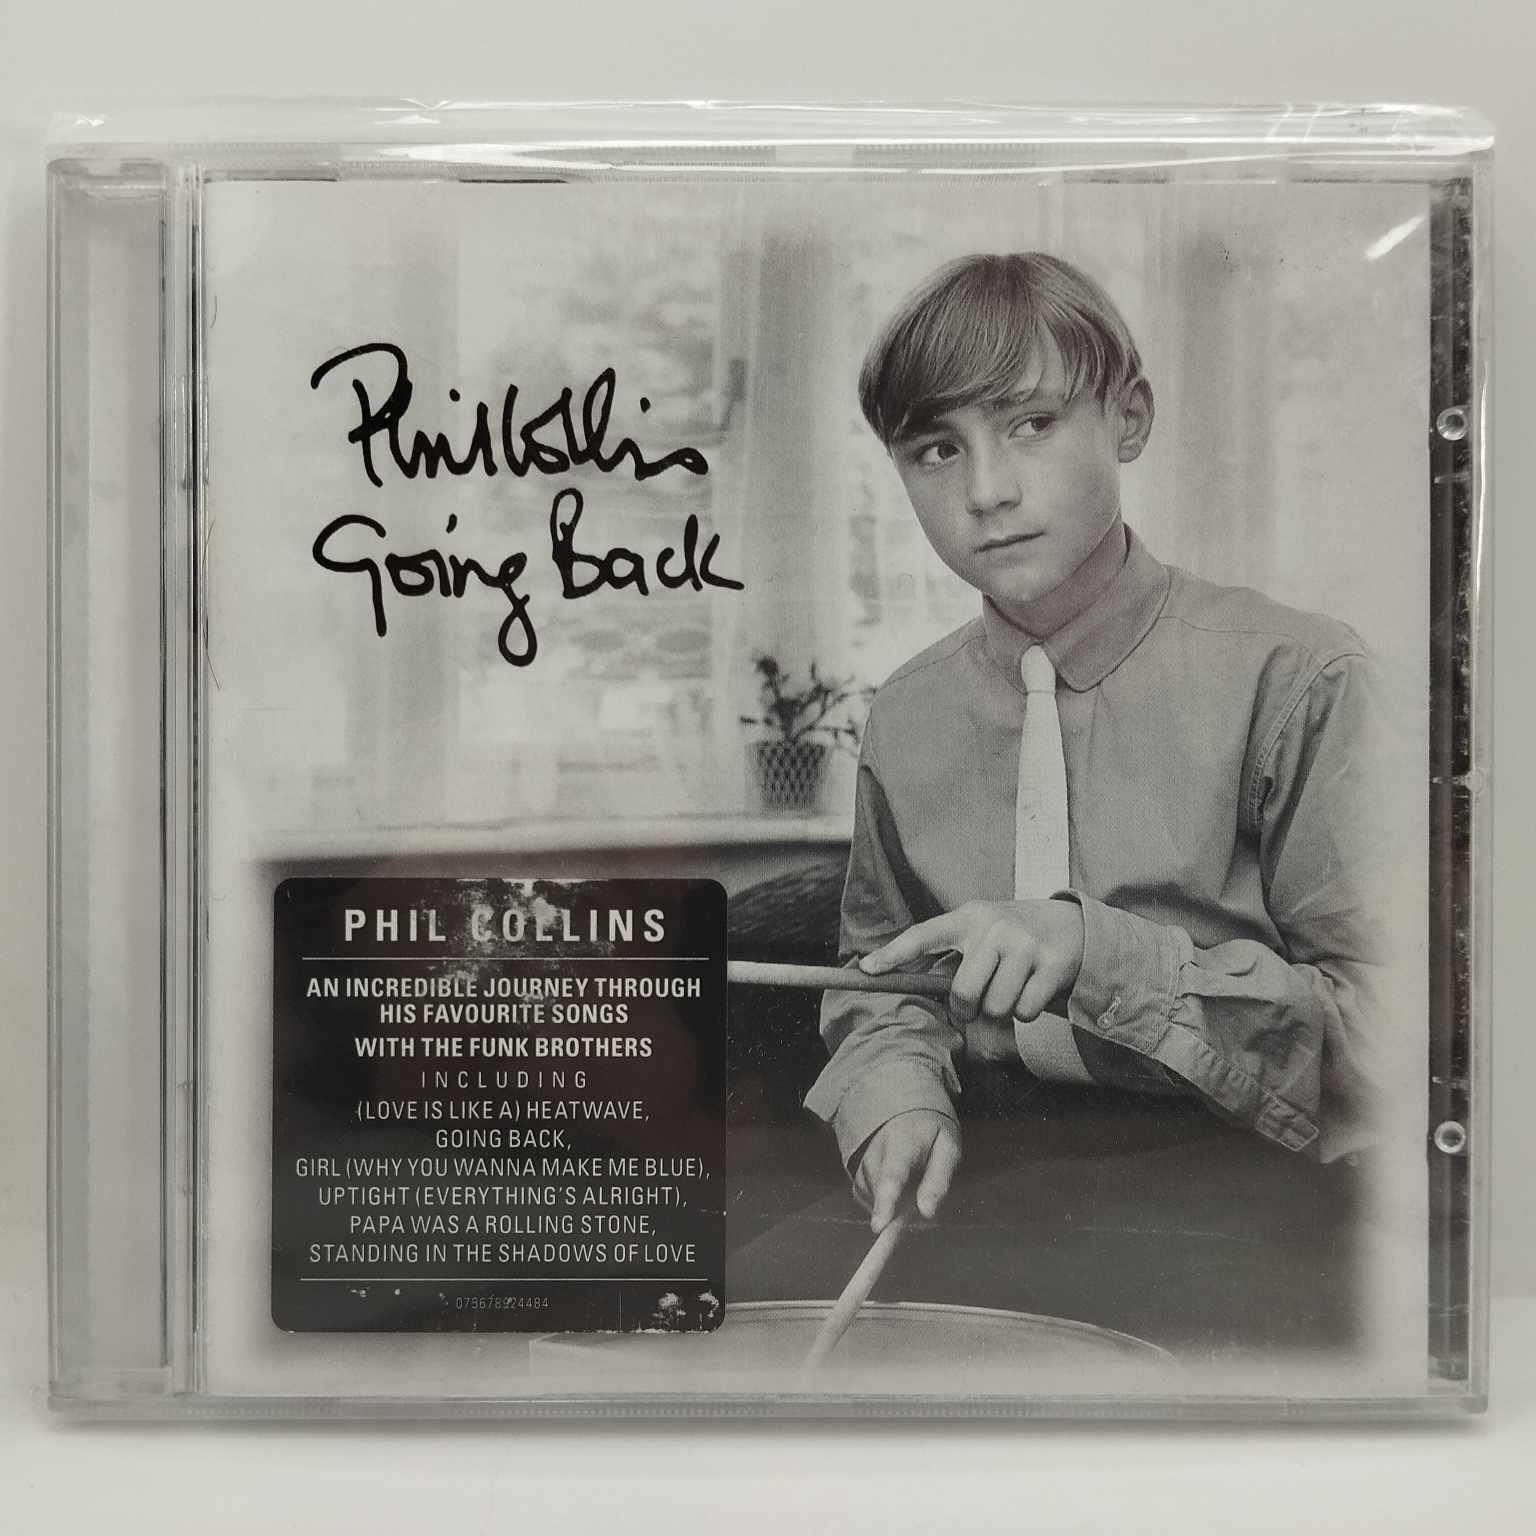 Phil Collins
Going Back
PHIL COLLINS
AN INCREDIBLE JOURNEY THROUGH
HIS FAVOURITE SONGS
WITH THE FUNK BROTHERS
INCLUDING
(LOVE IS LIKE A) HEATWAVE,
GOING BACK,
GIRL (WHY YOU WANNA MAKE ME BLUE),
UPTIGHT (EVERYTHING'S ALRIGHT),
PAPA WAS A ROLLING STONE,
STANDING IN THE SHADOWS OF LOVE
075678924484